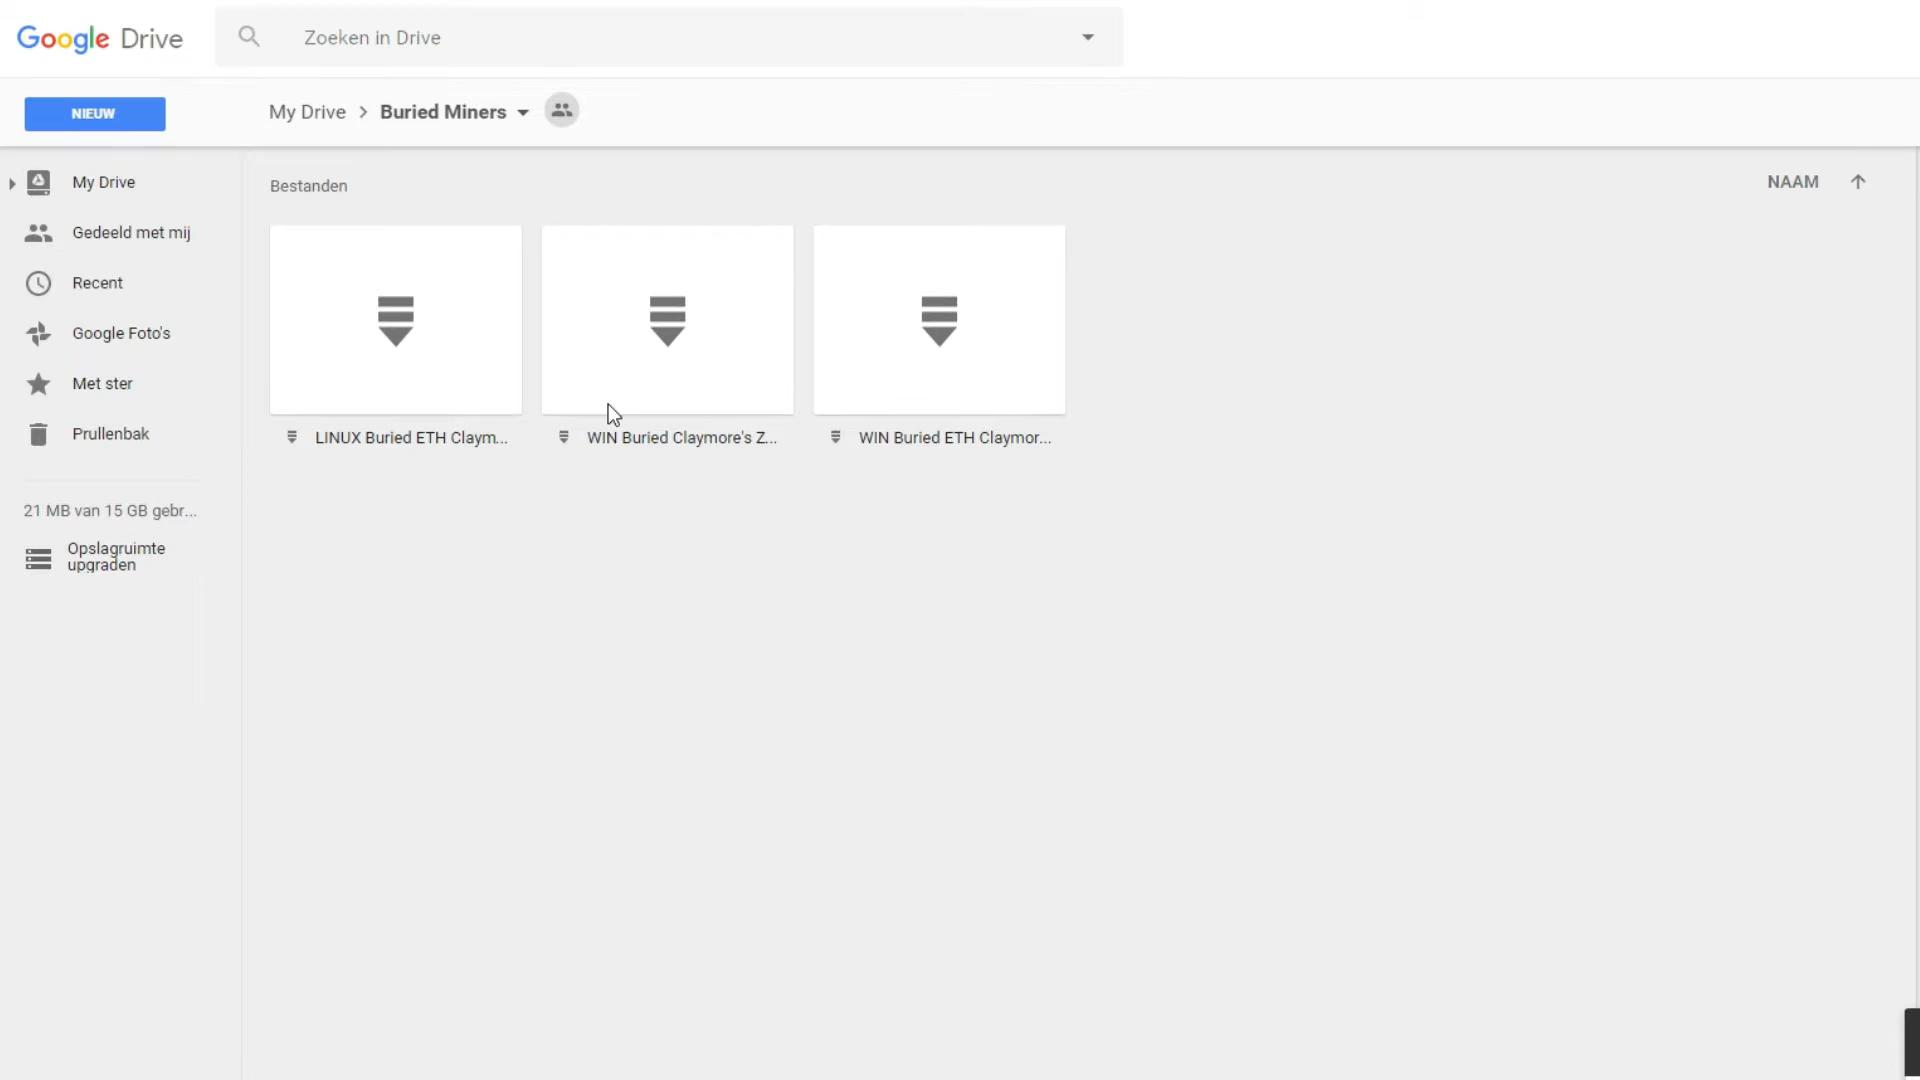 Google Drive
Zoeken in Drive
NIEUW
My Drive > Buried Miners
My Drive
Gedeeld met mij
Recent
Google Foto's
Met ster
Prullenbak
21 MB van 15 GB gebr...
Opslagruimte
upgraden
Bestanden
NAAM
LINUX Buried ETH Claym...
WIN Buried Claymore's Z...
WIN Buried ETH Claymor...